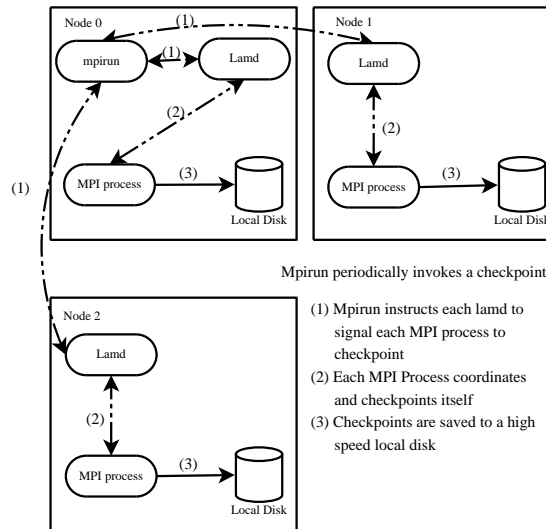 Node 0
(1)
mpirun
(1)
Lamd
(2)
MPI process
(3)
Local Disk
Node 1
Lamd
(2)
MPI process
(3)
Local Disk
(1)
Mpirun periodically invokes a checkpoint
(1) Mpirun instructs each lamd to
signal each MPI process to
checkpoint
(2) Each MPI Process coordinates
and checkpoints itself
(3) Checkpoints are saved to a high
speed local disk
Node 2
Lamd
(2)
MPI process
(3)
Local Disk